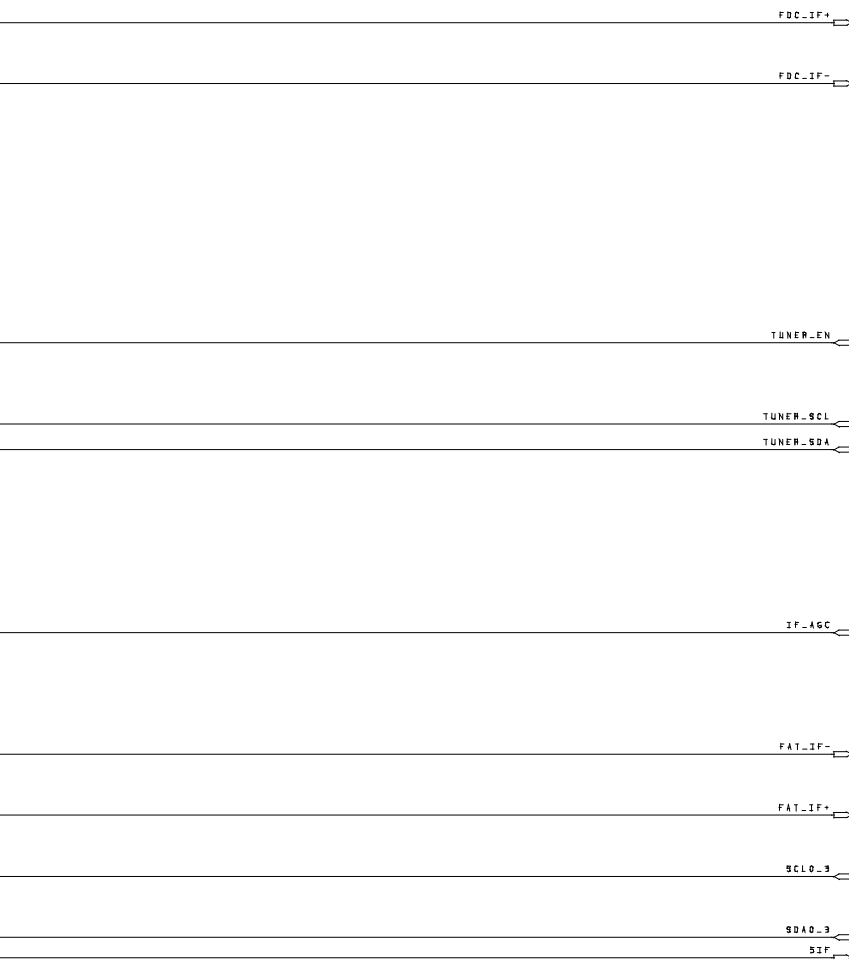 FDC_IF+
FDC_IF-
TUNER_EN
TUNER_SCL
TUNER_SDA
IF_AGC
FAT_IF-
FAT_IF+
SCL0_3
SDA0_3
SIF